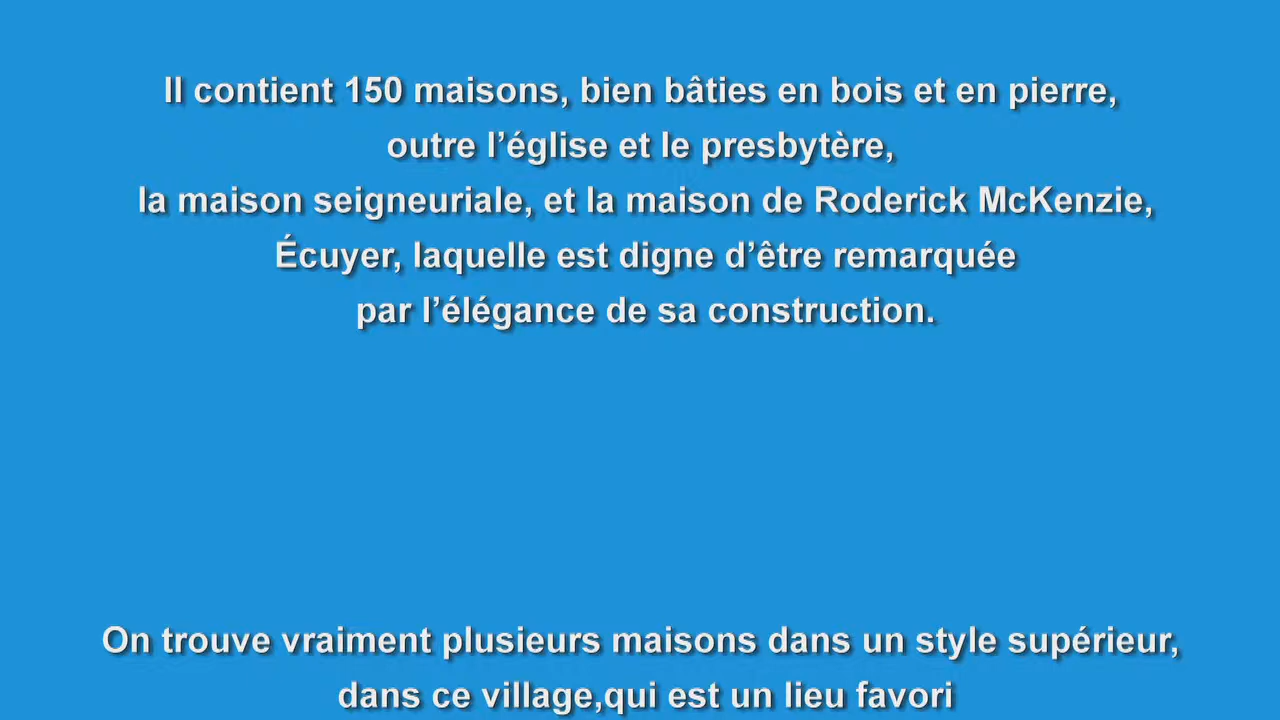 Il contient 150 maisons, bien bâties en bois et en pierre,
outre l’église et le presbytère,
la maison seigneuriale, et la maison de Roderick McKenzie,
Écuyer, laquelle est digne d’être remarquée
par l’élégance de sa construction.
On trouve vraiment plusieurs maisons dans un style supérieur,
dans ce village,qui est un lieu favori